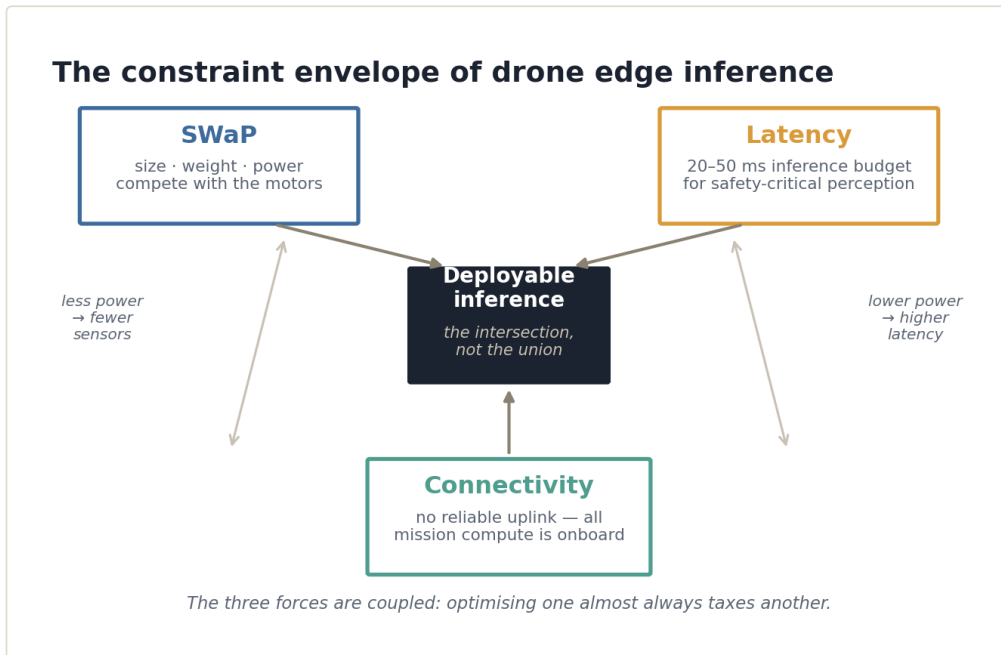 The constraint envelope of drone edge inference
SWaP
size · weight · power
compete with the motors
Latency
20–50 ms inference budget
for safety-critical perception
Deployable
inference
the intersection,
not the union
less power
→ fewer
sensors
lower power
→ higher
latency
Connectivity
no reliable uplink — all
mission compute is onboard
The three forces are coupled: optimising one almost always taxes another.